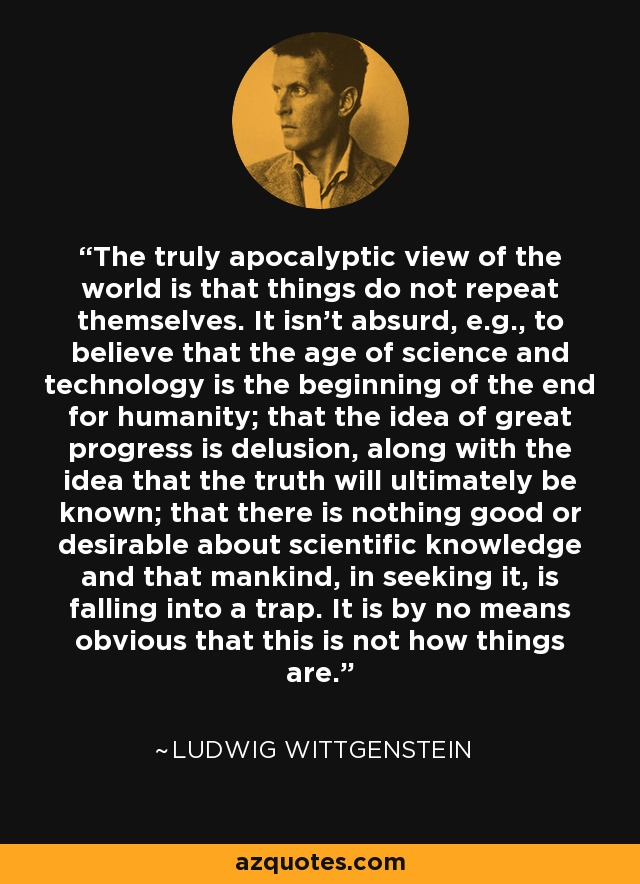 “The truly apocalyptic view of the
world is that things do not repeat
themselves. It isn’t absurd, e.g., to
believe that the age of science and
technology is the beginning of the end
for humanity; that the idea of great
progress is delusion, along with the
idea that the truth will ultimately be
known; that there is nothing good or
desirable about scientific knowledge
and that mankind, in seeking it, is
falling into a trap. It is by no means
obvious that this is not how things
are.”
~LUDWIG WITTGENSTEIN
azquotes.com